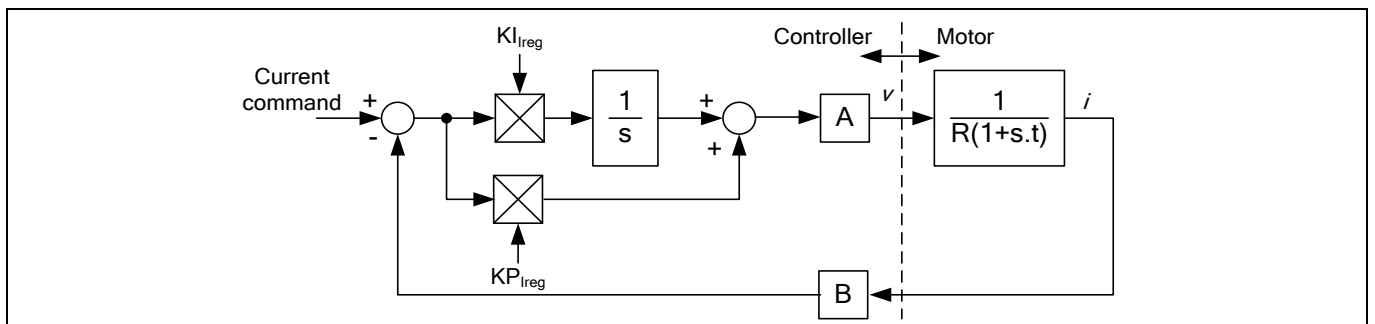 KI_Ireg
Controller
Motor
Current
command
+
-
1
s
+
+
A
v
1
R(1+s.t)
i
KP_Ireg
B